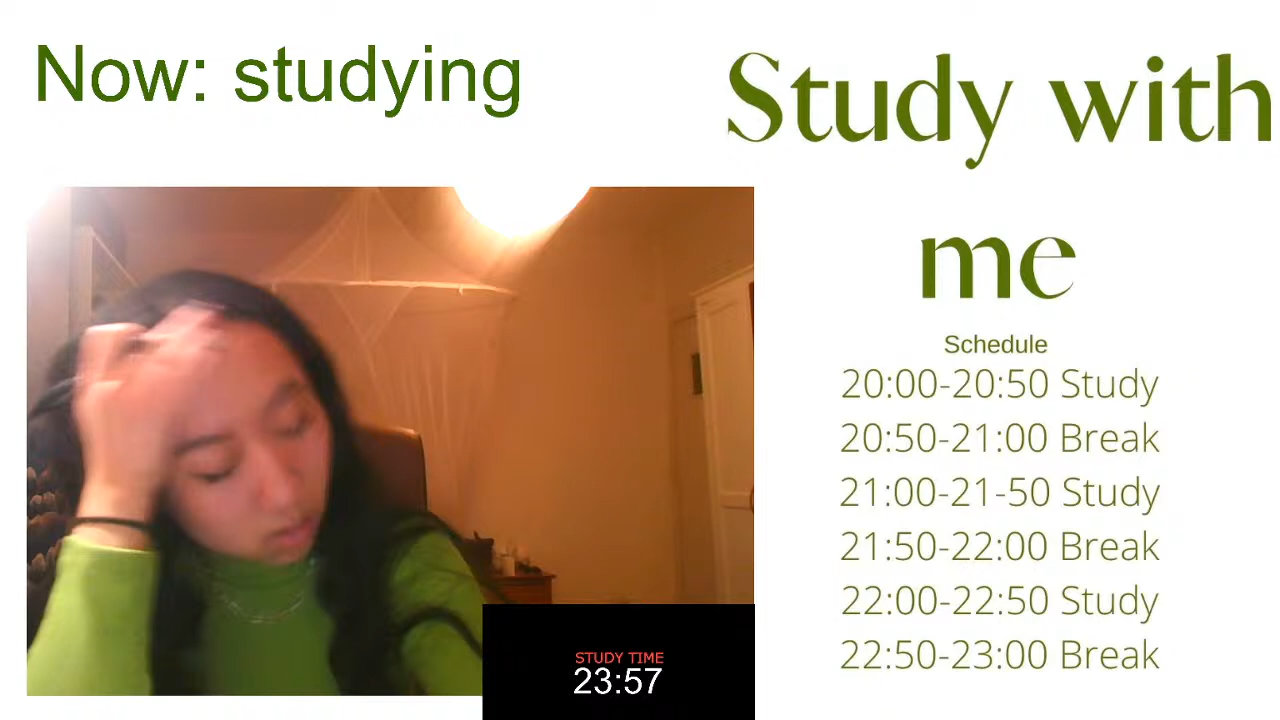 Now: studying
Study with
me
Schedule
20:00-20:50 Study
20:50-21:00 Break
21:00-21-50 Study
21:50-22:00 Break
22:00-22:50 Study
22:50-23:00 Break
STUDY TIME
23:57